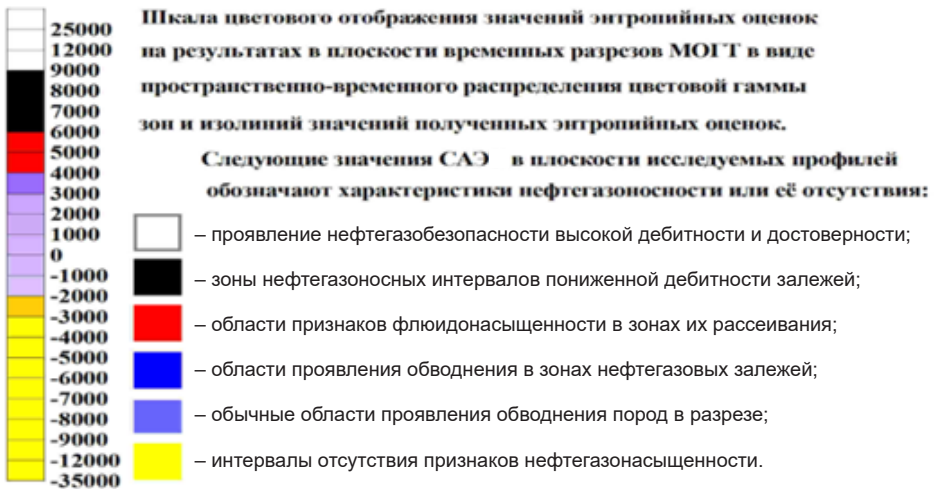 Шкала цветового отображения значений энтропийных оценок
на результатах в плоскости временных разрезов МОГТ в виде
пространственно-временного распределения цветовой гаммы
зон и изолиний значений полученных энтропийных оценок.
Следующие значения САЭ в плоскости исследуемых профилей
обозначают характеристики нефтегазоносности или её отсутствия:
25000
12000
9000
8000
7000
6000
5000
4000
3000
2000
1000
0
-1000
-2000
-3000
-4000
-5000
-6000
-7000
-8000
-9000
-12000
-35000
– проявление нефтегазобезопасности высокой дебитности и достоверности;
– зоны нефтегазоносных интервалов пониженной дебитности залежей;
– области признаков флюидонасыщенности в зонах их рассеивания;
– области проявления обводнения в зонах нефтегазовых залежей;
– обычные области проявления обводнения пород в разрезе;
– интервалы отсутствия признаков нефтегазонасыщенности.